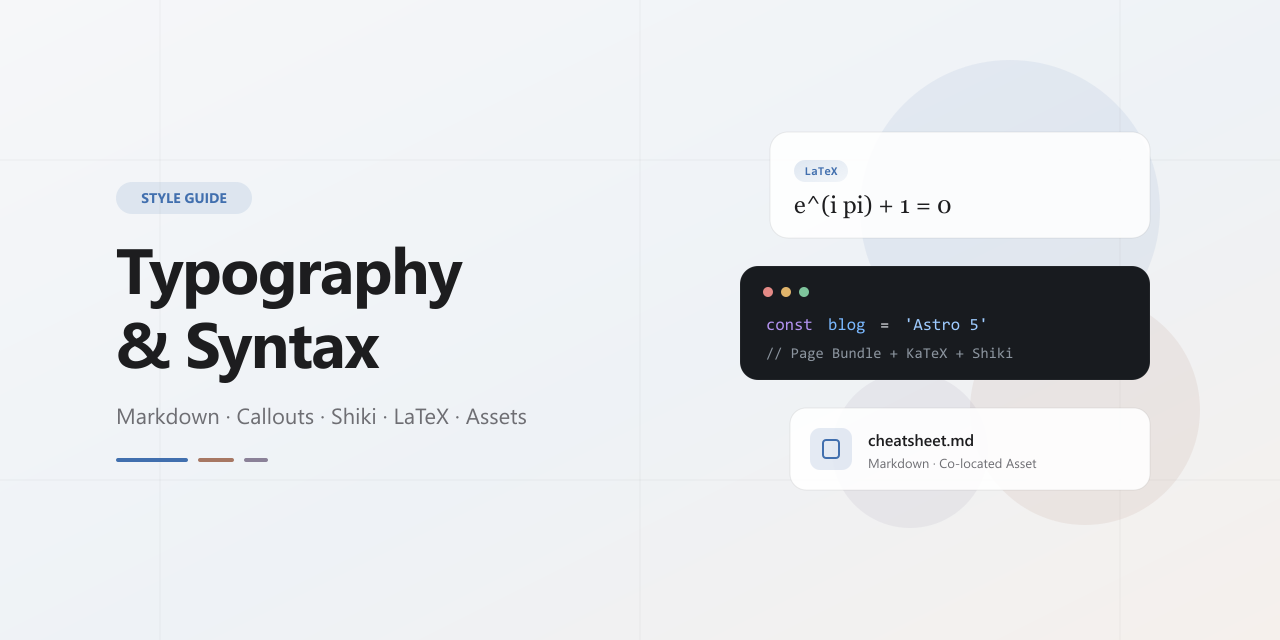 STYLE GUIDE
Typography
& Syntax
Markdown · Callouts · Shiki · LaTeX · Assets
LaTeX
e^(i pi) + 1 = 0
const blog = 'Astro 5'
// Page Bundle + KaTeX + Shiki
cheatsheet.md
Markdown · Co-located Asset